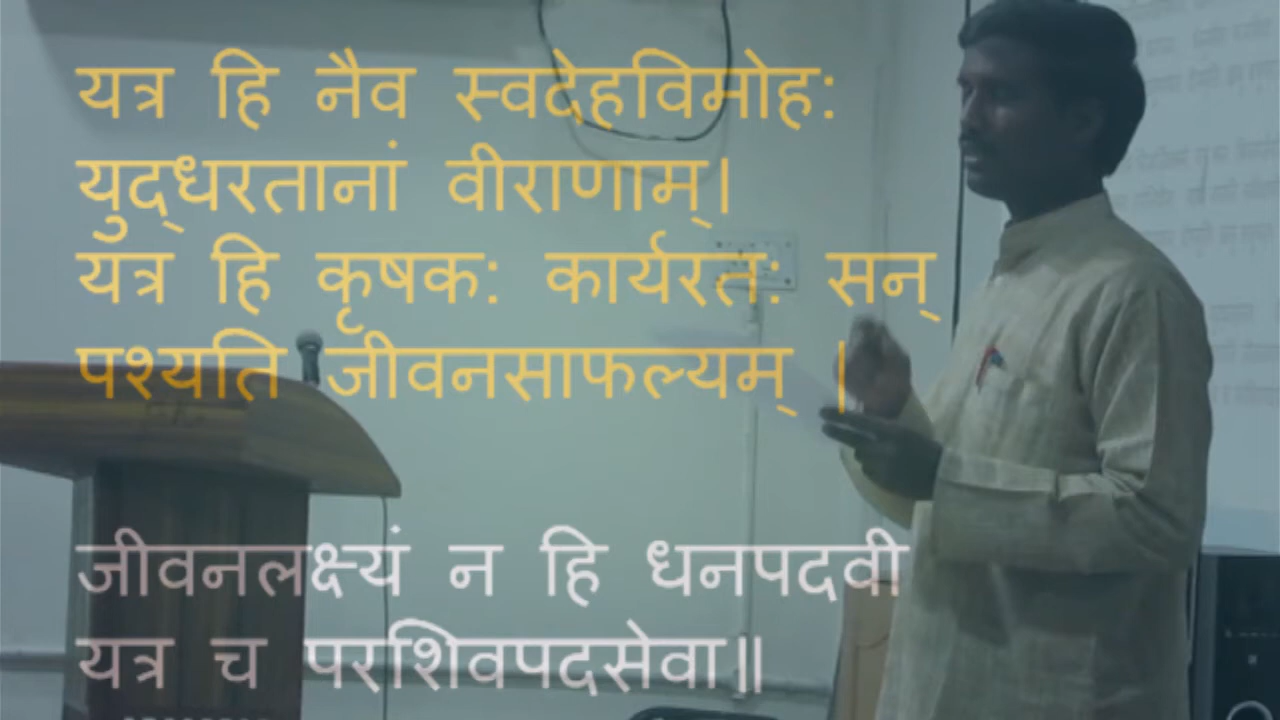 यत्र हि नैव स्वदेहविमोह:
युद्‌धरतानां वीराणाम्।
यत्र हि कृषक: कार्यरत: सन्
पश्यति जीवनसाफल्यम् |
जीवनलक्ष्यं न हि धनपदवी
यत्र च परशिवपदसेवा॥